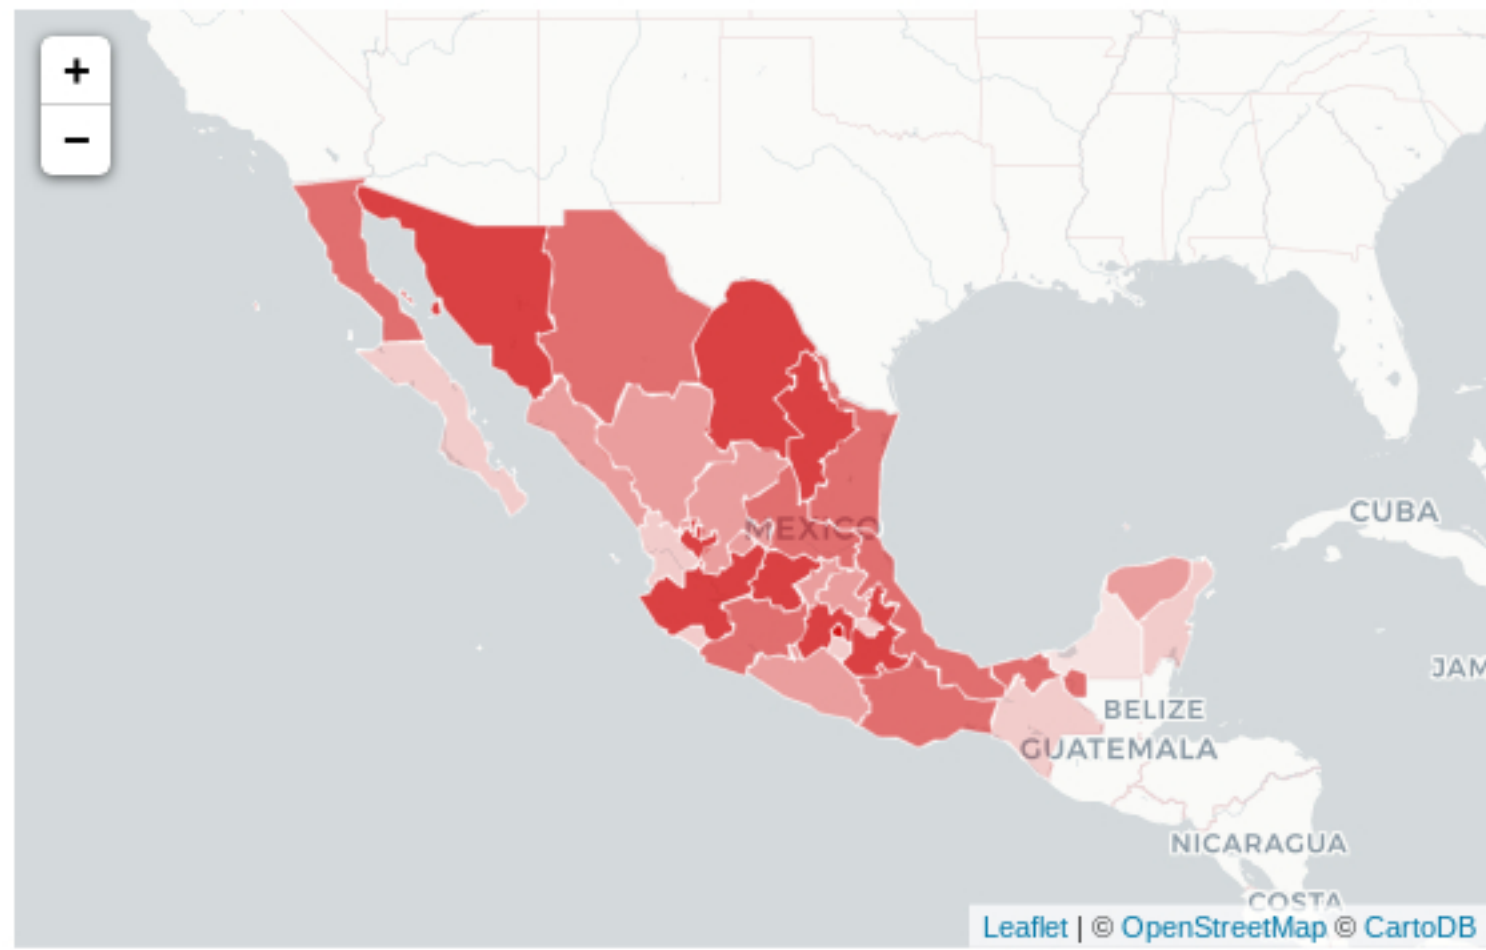 +
−
MEXICO
CUBA
JAM
BELIZE
GUATEMALA
NICARAGUA
COSTA
Leaflet | © OpenStreetMap © CartoDB